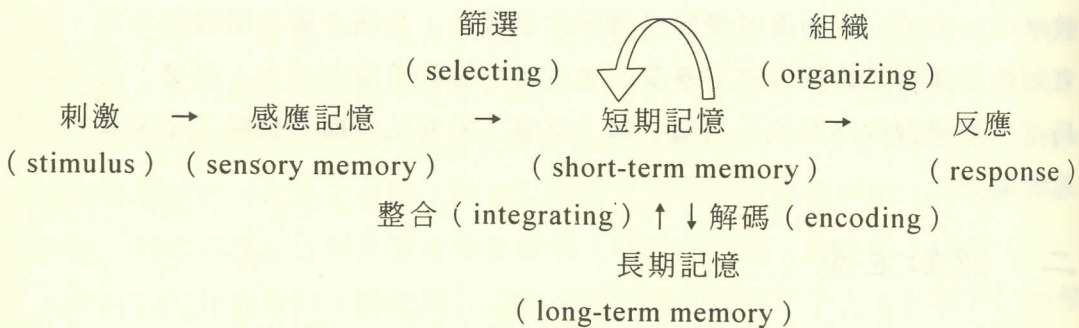 篩選 組織
( selecting ) ( organizing )
刺激 → 感應記憶 → 短期記憶 → 反應
( stimulus ) ( sensory memory ) ( short-term memory ) ( response )
整合 ( integrating ) ↑ ↓ 解碼 ( encoding )
長期記憶
( long-term memory )